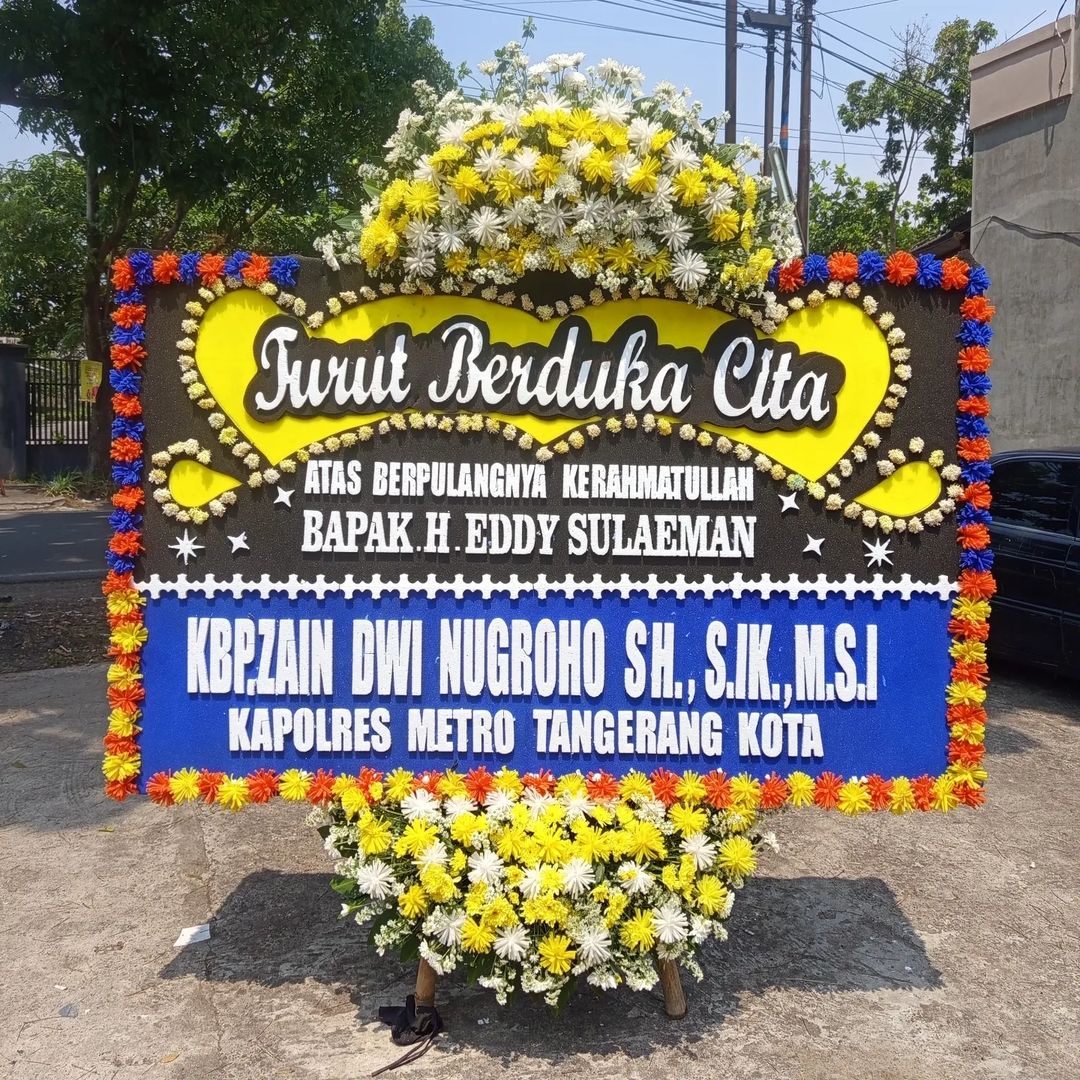 Turut Berduka Cita
ATAS BERPULANGNYA KERAHMATULLAH
BAPAK.H.EDDY SULAEMAN
KBP.ZAIN DWI NUGROHO SH.,S.IK.,M.S.I
KAPOLRES METRO TANGERANG KOTA